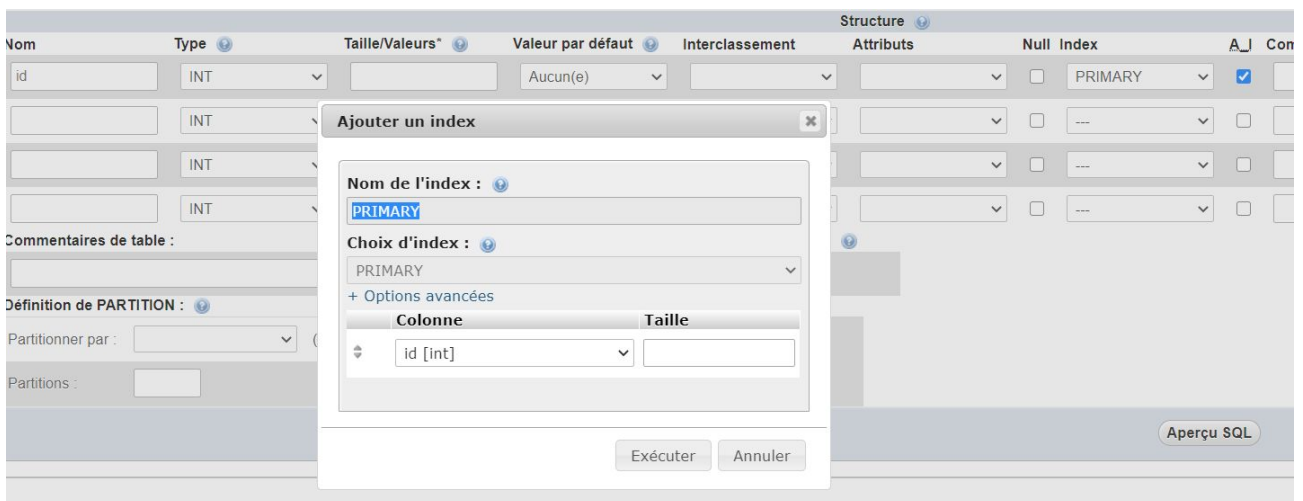 Structure
Nom Type Taille/Valeurs* Valeur par défaut Interclassement Attributs Null Index A_I Com
id INT Aucun(e) PRIMARY
INT ---
INT ---
INT ---
Ajouter un index
Nom de l'index :
PRIMARY
Choix d'index :
PRIMARY
+ Options avancées
Colonne Taille
id [int]
Exécuter Annuler
Commentaires de table :
Définition de PARTITION :
Partitionner par : (
Partitions :
Aperçu SQL